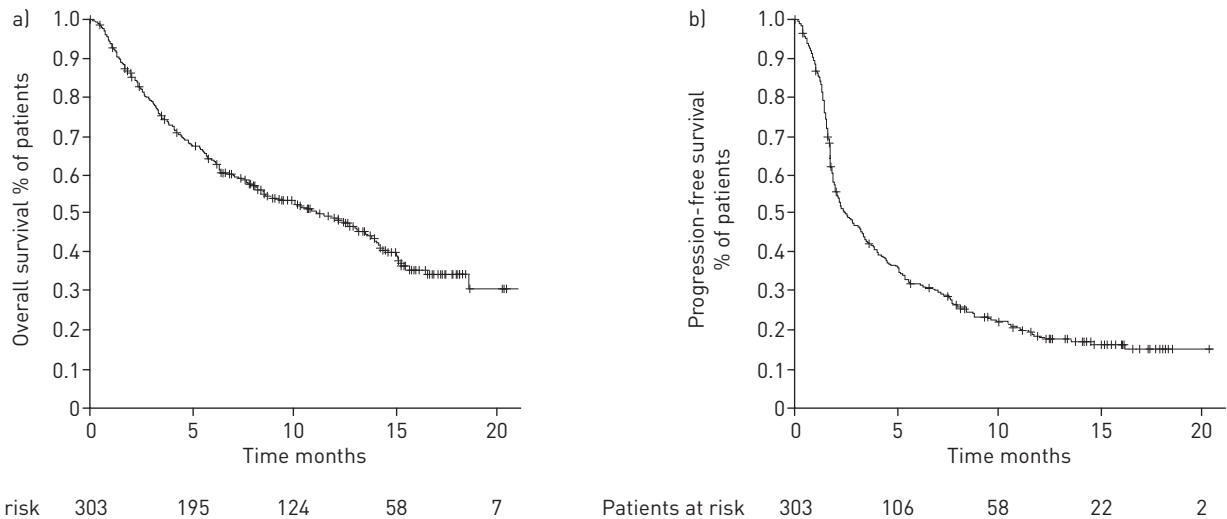 a)
Overall survival % of patients
1.0
0.9
0.8
0.7
0.6
0.5
0.4
0.3
0.2
0.1
0
0 5 10 15 20
Time months
risk 303 195 124 58 7
b)
Progression-free survival
% of patients
1.0
0.9
0.8
0.7
0.6
0.5
0.4
0.3
0.2
0.1
0
0 5 10 15 20
Time months
Patients at risk 303 106 58 22 2